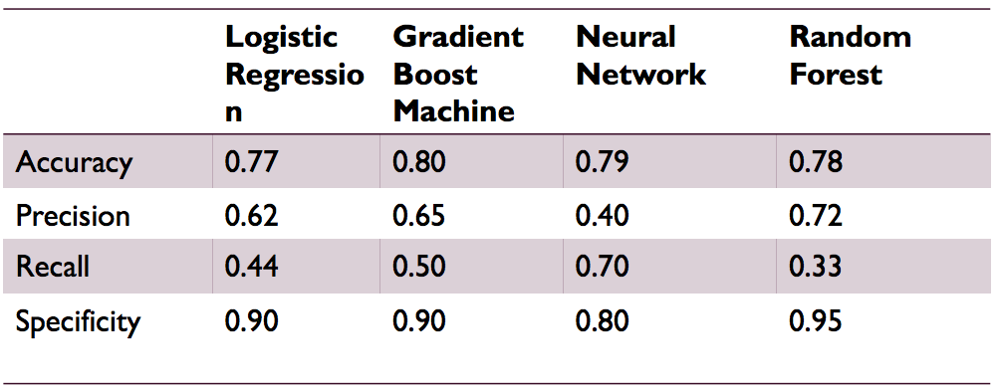 Logistic Regressio n Gradient Boost Machine Neural Network Random Forest
Accuracy 0.77 0.80 0.79 0.78
Precision 0.62 0.65 0.40 0.72
Recall 0.44 0.50 0.70 0.33
Specificity 0.90 0.90 0.80 0.95